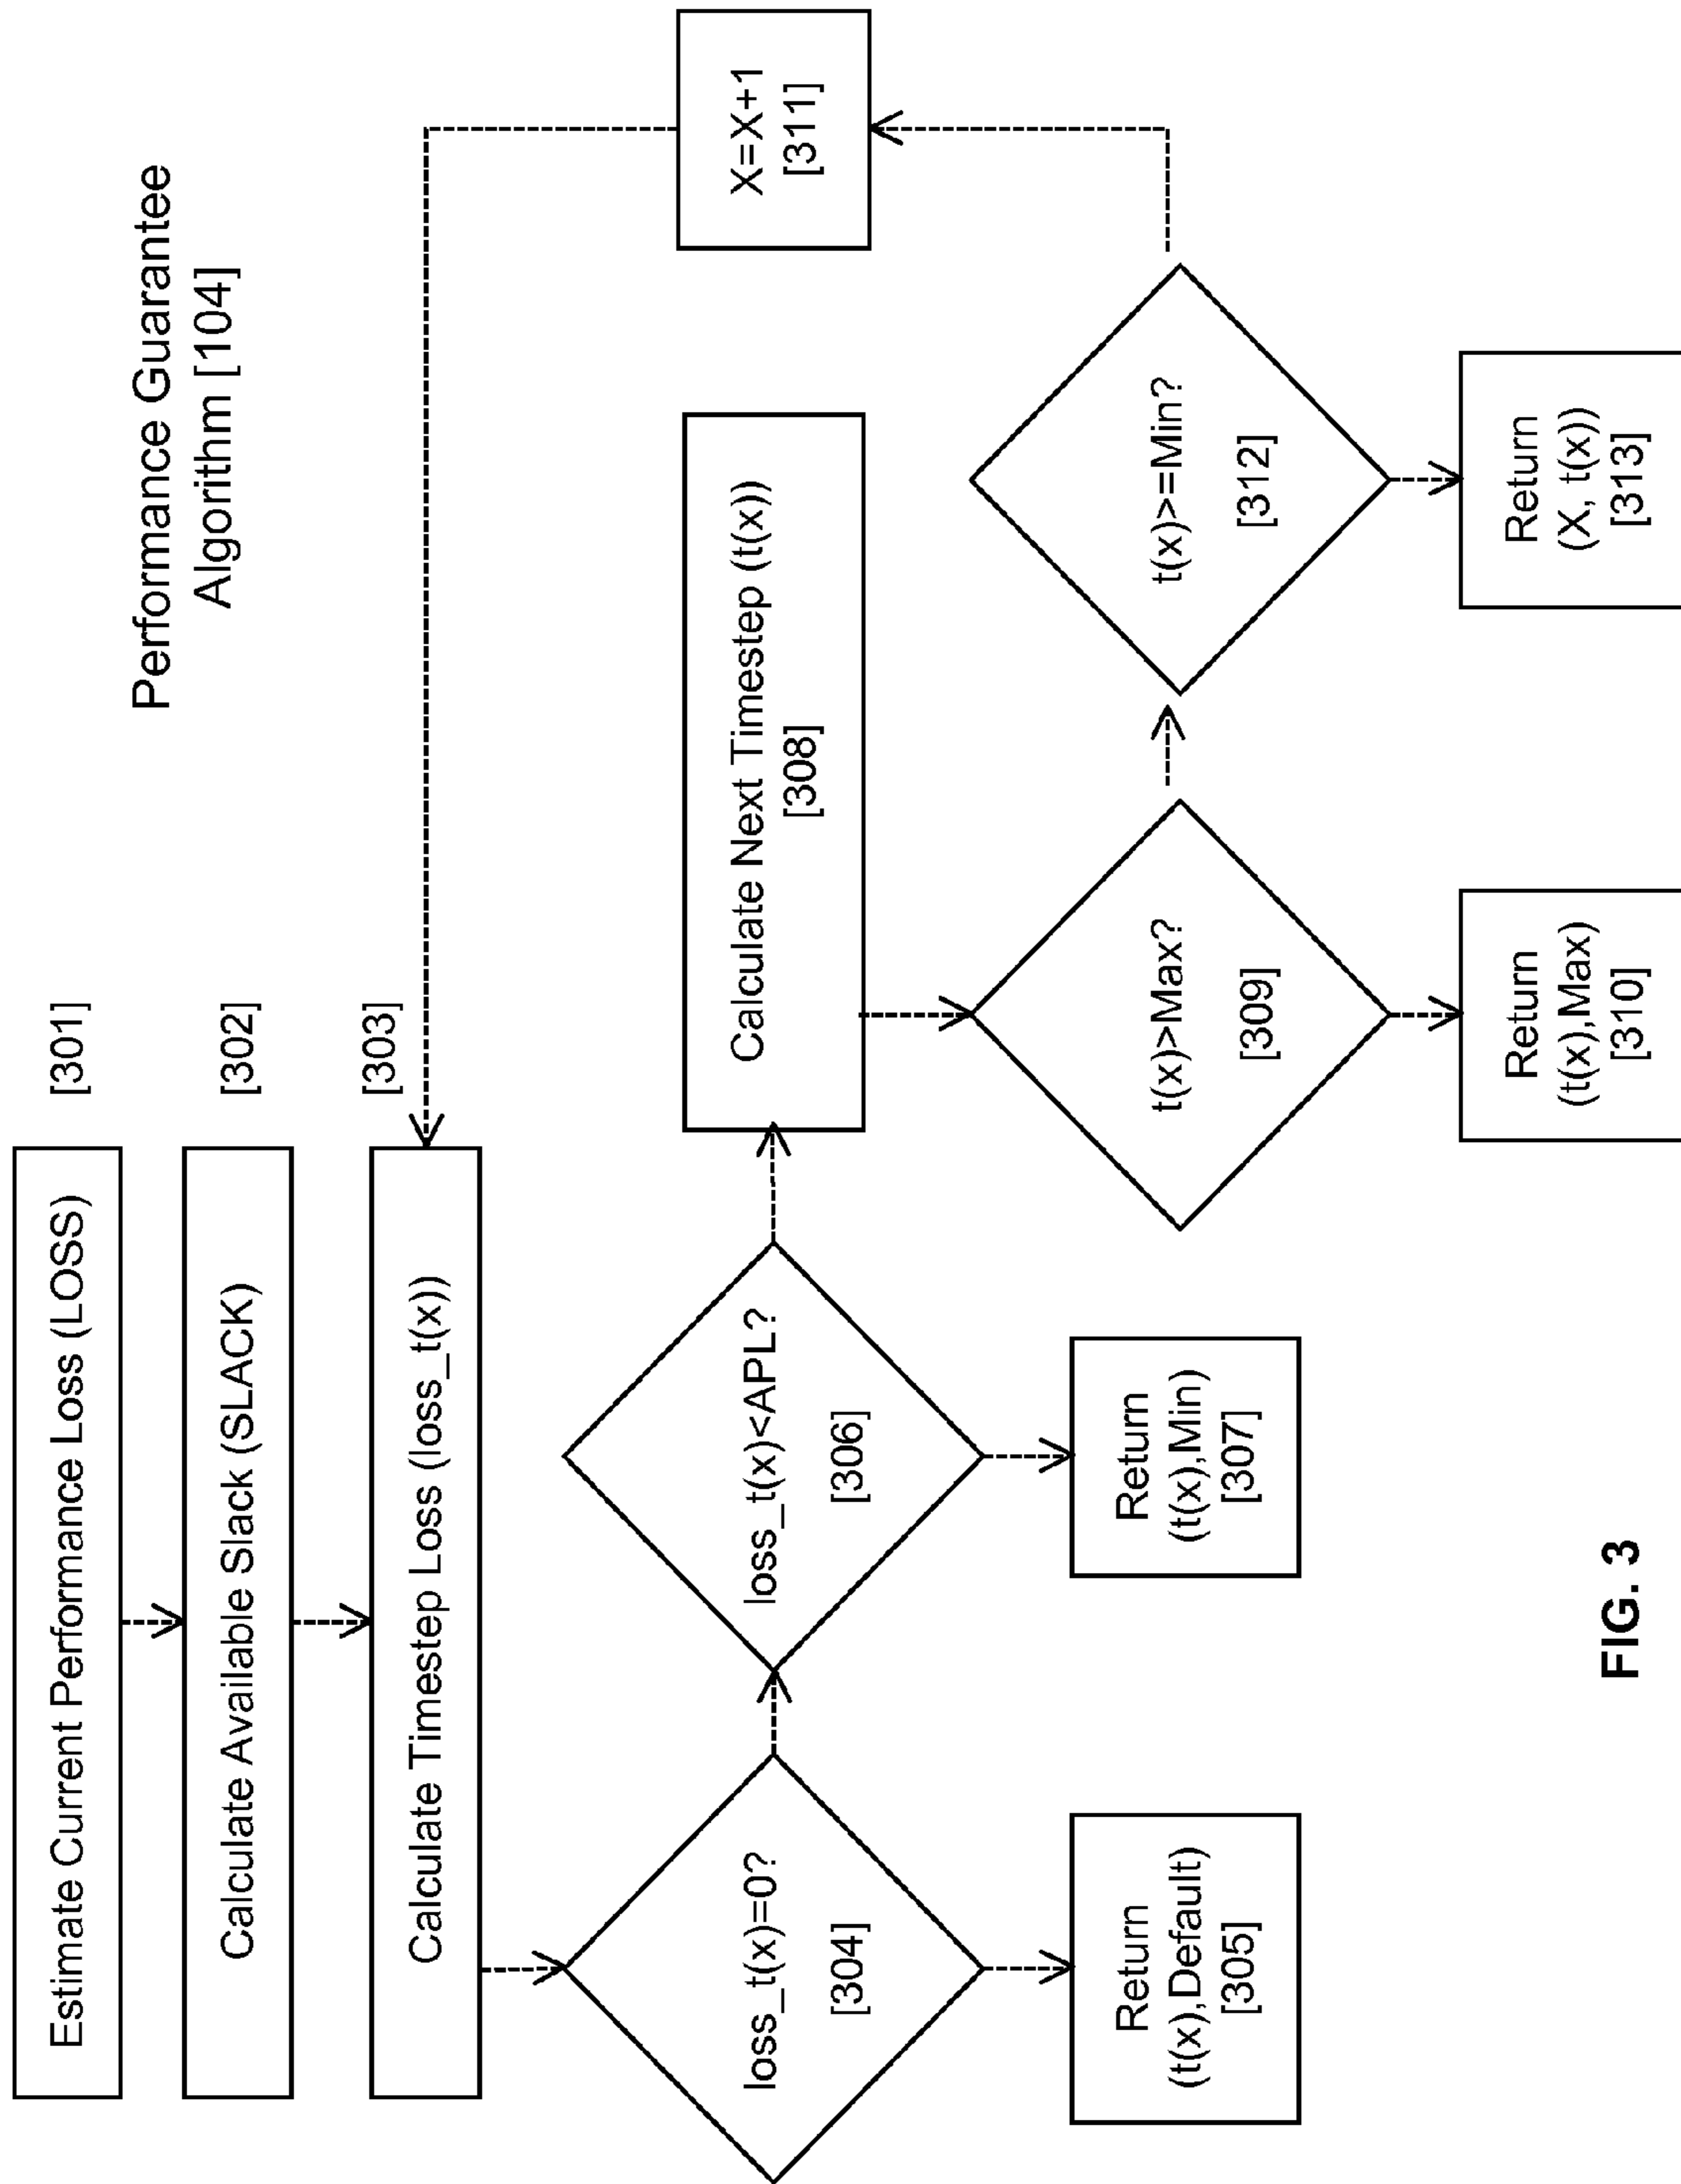 Performance Guarantee
Algorithm [104]
Estimate Current Performance Loss (LOSS)
[301]
Calculate Available Slack (SLACK)
[302]
Calculate Timestep Loss (loss_t(x))
[303]
loss_t(x)=0?
[304]
Return
(t(x),Default)
[305]
loss_t(x)<APL?
[306]
Return
(t(x),Min)
[307]
Calculate Next Timestep (t(x))
[308]
t(x)>Max?
[309]
Return
(t(x),Max)
[310]
X=X+1
[311]
t(x)>=Min?
[312]
Return
(X, t(x))
[313]
FIG. 3